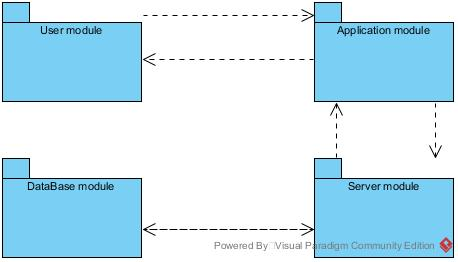 User module
Application module
DataBase module
Server module
Powered By Visual Paradigm Community Edition